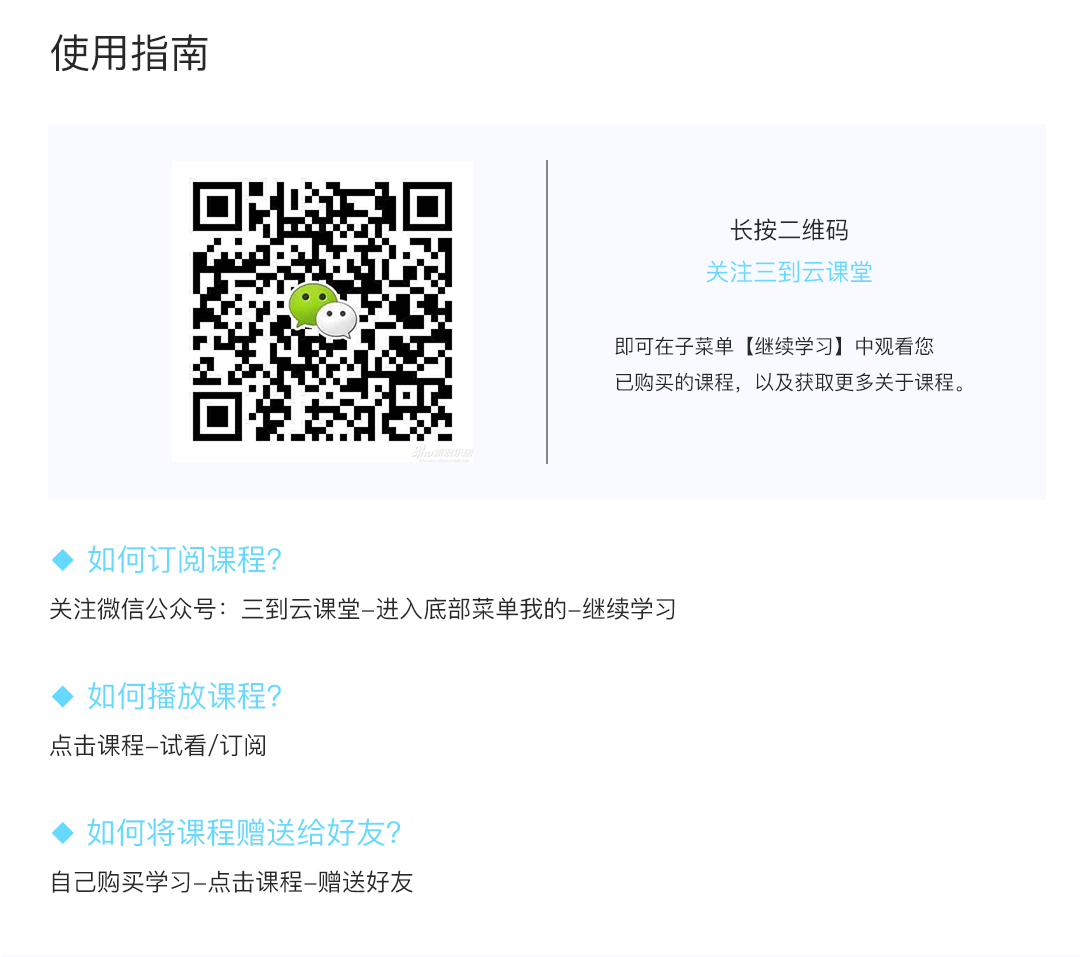 使用指南
长按二维码
关注三到云课堂
即可在子菜单【继续学习】中观看您
已购买的课程，以及获取更多关于课程。
◆ 如何订阅课程?
关注微信公众号：三到云课堂–进入底部菜单我的–继续学习
◆ 如何播放课程?
点击课程–试看/订阅
◆ 如何将课程赠送给好友?
自己购买学习–点击课程–赠送好友